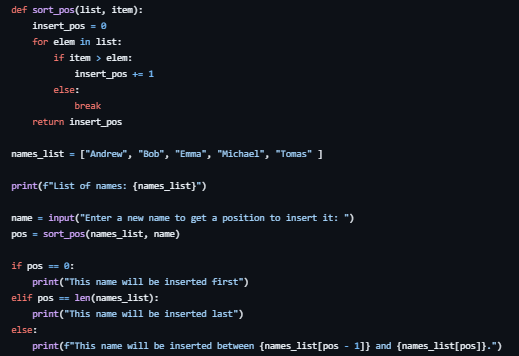 def sort_pos(list, item):
    insert_pos = 0
    for elem in list:
        if item > elem:
            insert_pos += 1
        else:
            break
    return insert_pos

names_list = ["Andrew", "Bob", "Emma", "Michael", "Tomas" ]

print(f"List of names: {names_list}")

name = input("Enter a new name to get a position to insert it: ")
pos = sort_pos(names_list, name)

if pos == 0:
    print("This name will be inserted first")
elif pos == len(names_list):
    print("This name will be inserted last")
else:
    print(f"This name will be inserted between {names_list[pos - 1]} and {names_list[pos]}.")